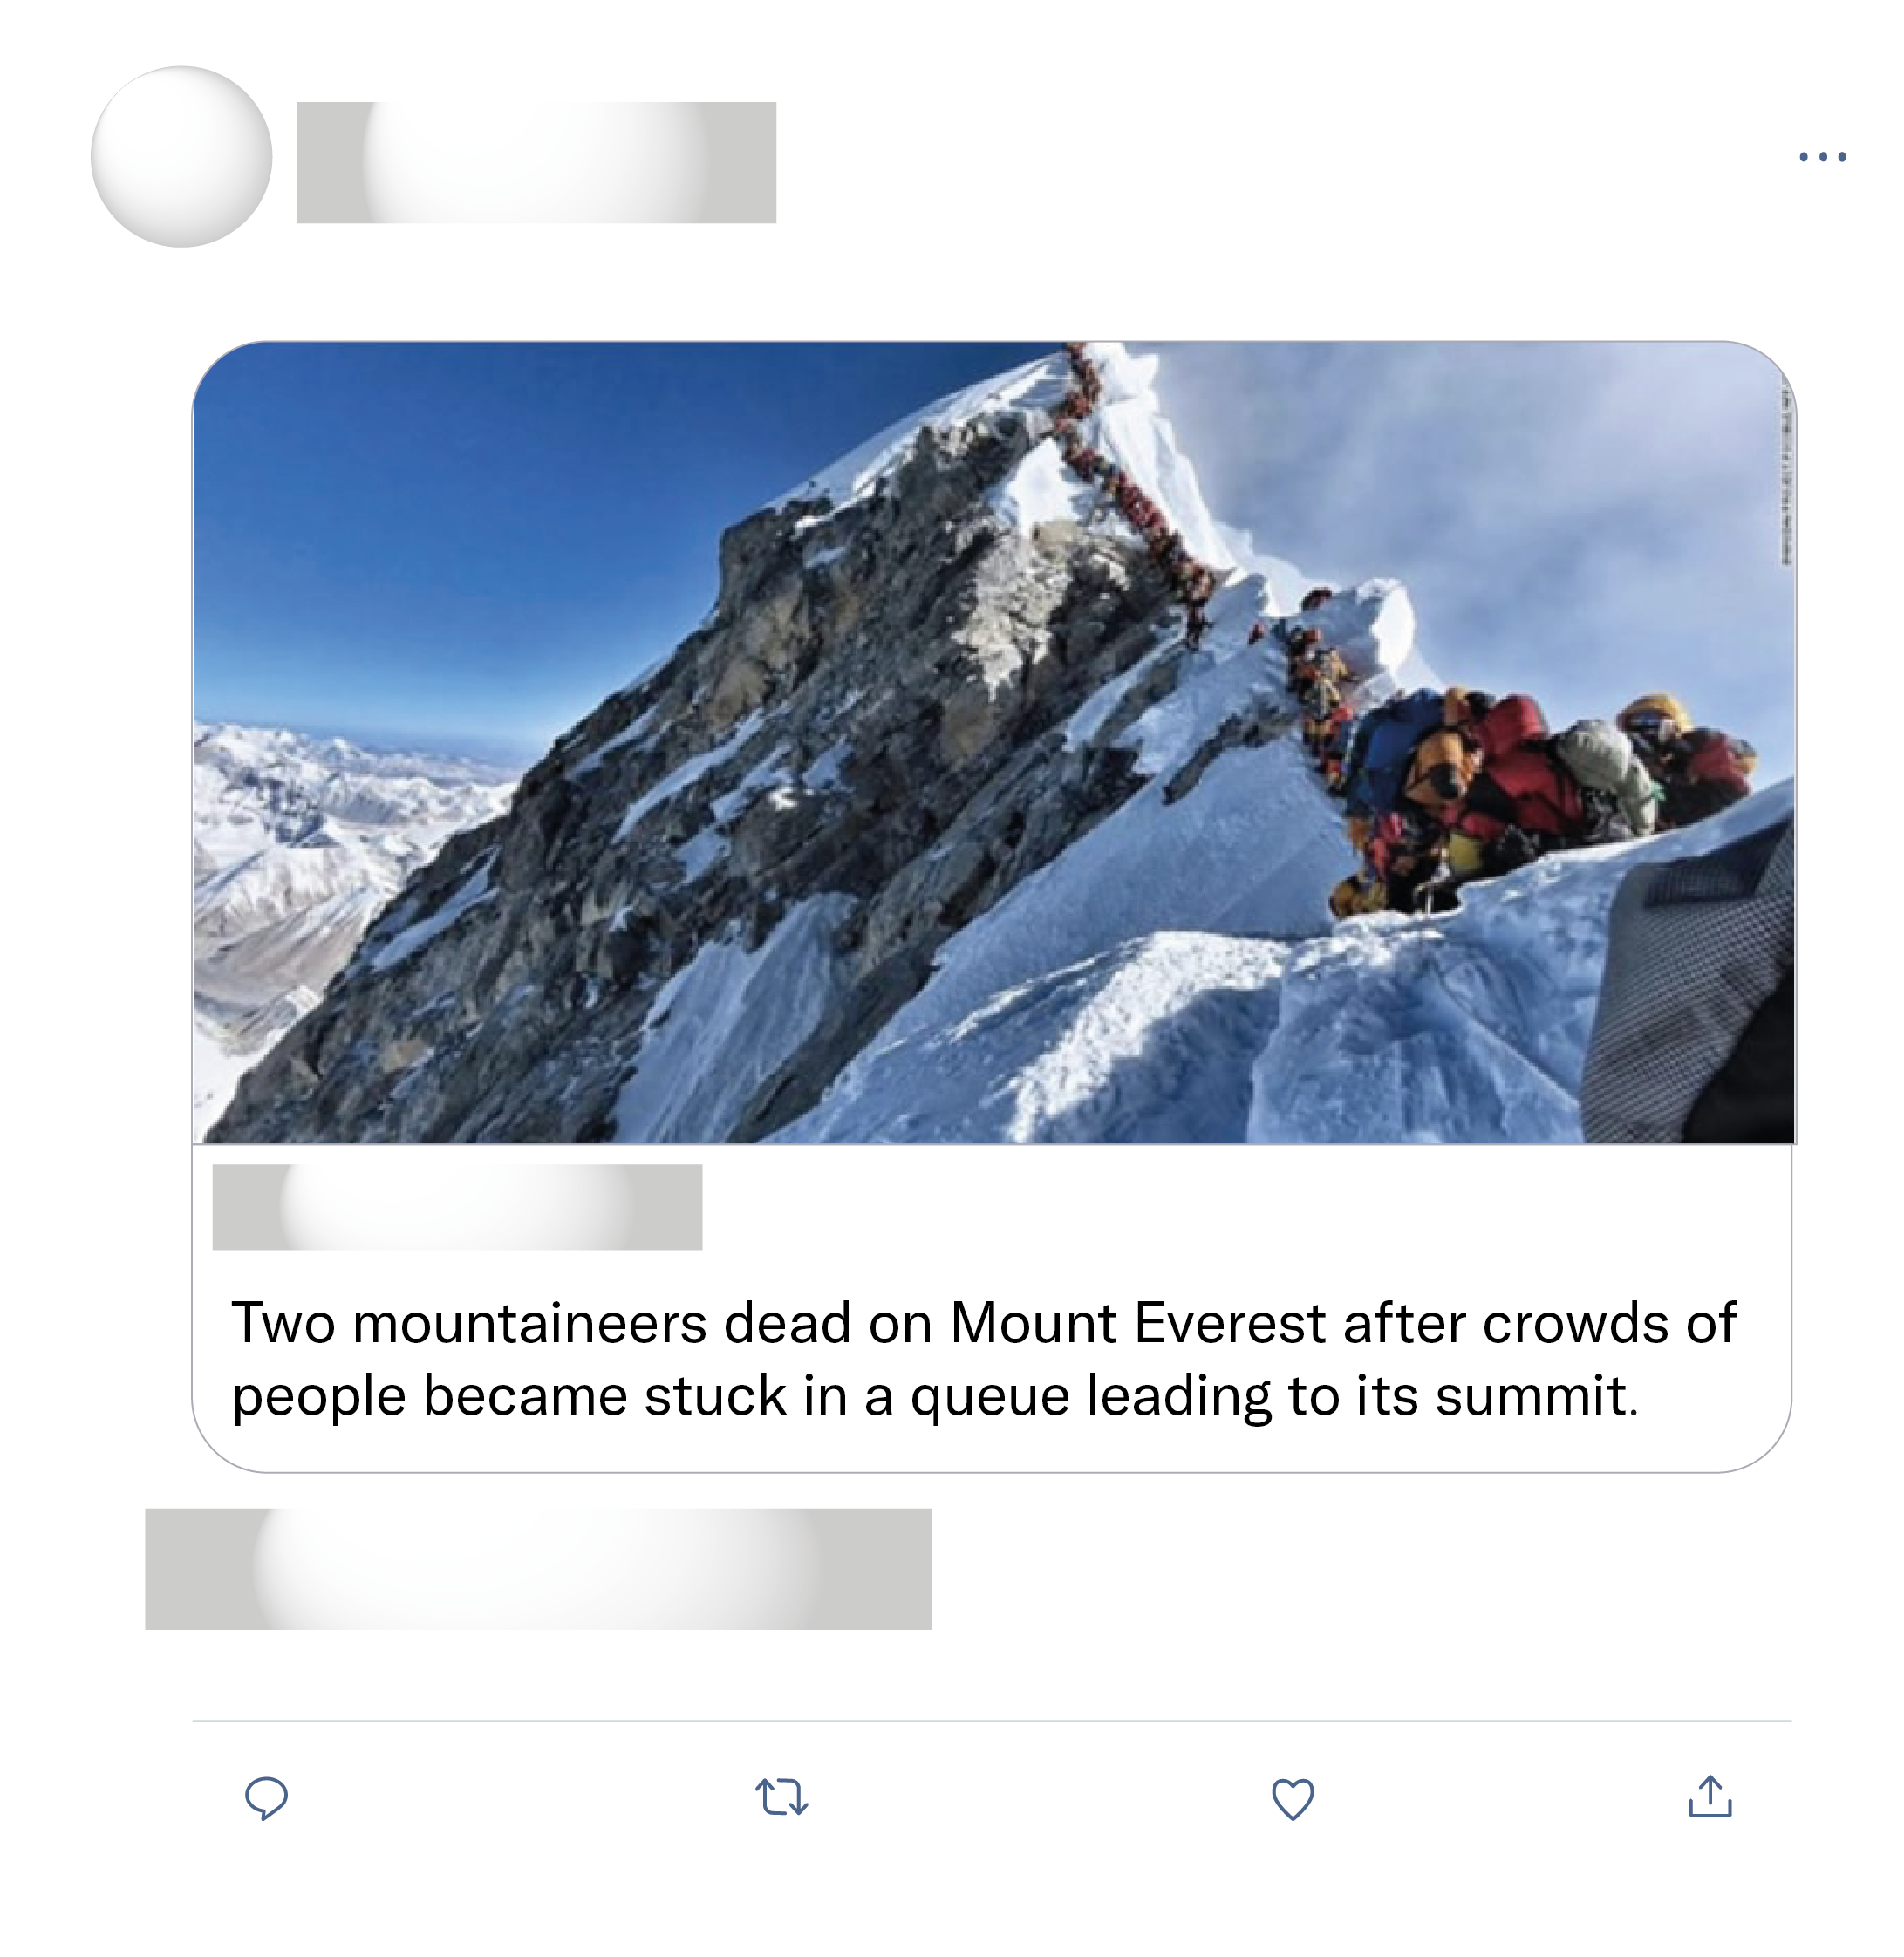 Two mountaineers dead on Mount Everest after crowds of
people became stuck in a queue leading to its summit.